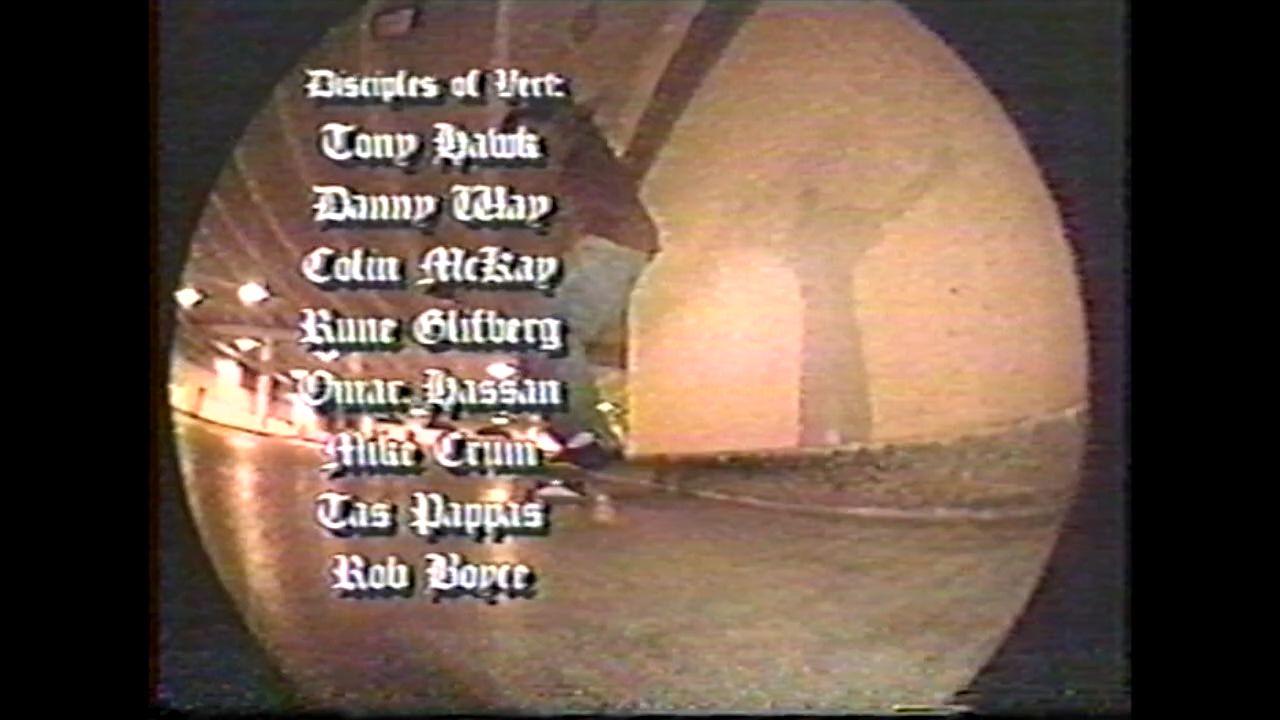 Disciples of Vert:
Tony Hawk
Danny Way
Colin McKay
Rune Glifberg
Omar Hassan
Mike Crum
Tas Pappas
Rob Boyce